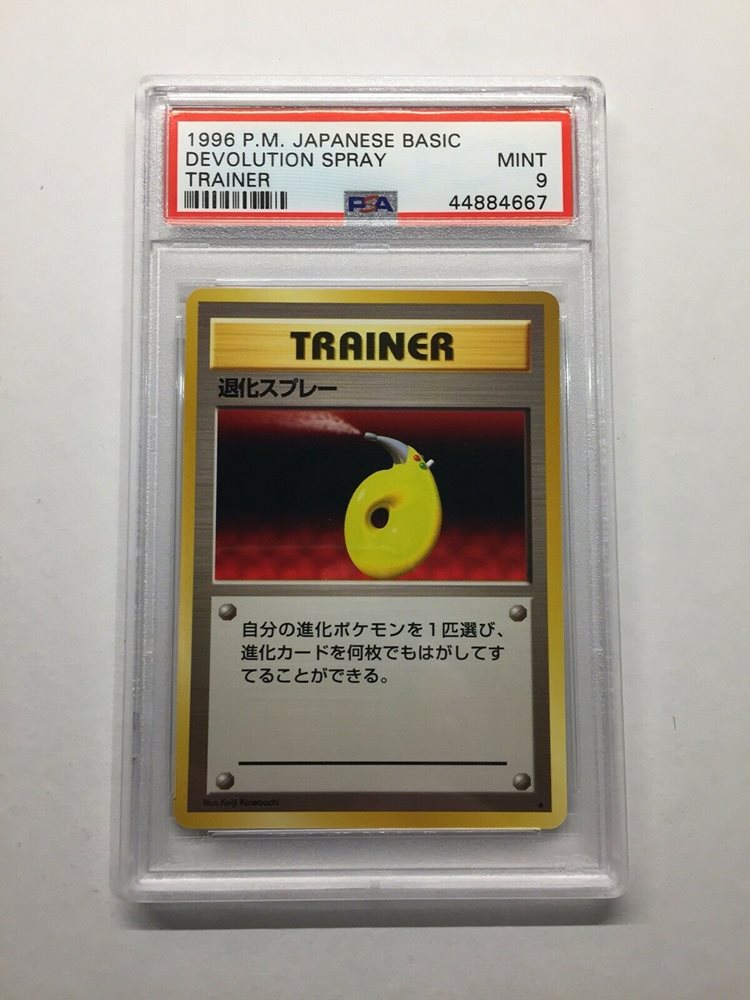 1996 P.M. JAPANESE BASIC
DEVOLUTION SPRAY MINT
TRAINER 9
PSA 44884667
TRAINER
退化スプレー
自分の進化ポケモンを1匹選び、
進化カードを何枚でもはがしてす
てることができる。
Illus. Keiji Kinebuchi